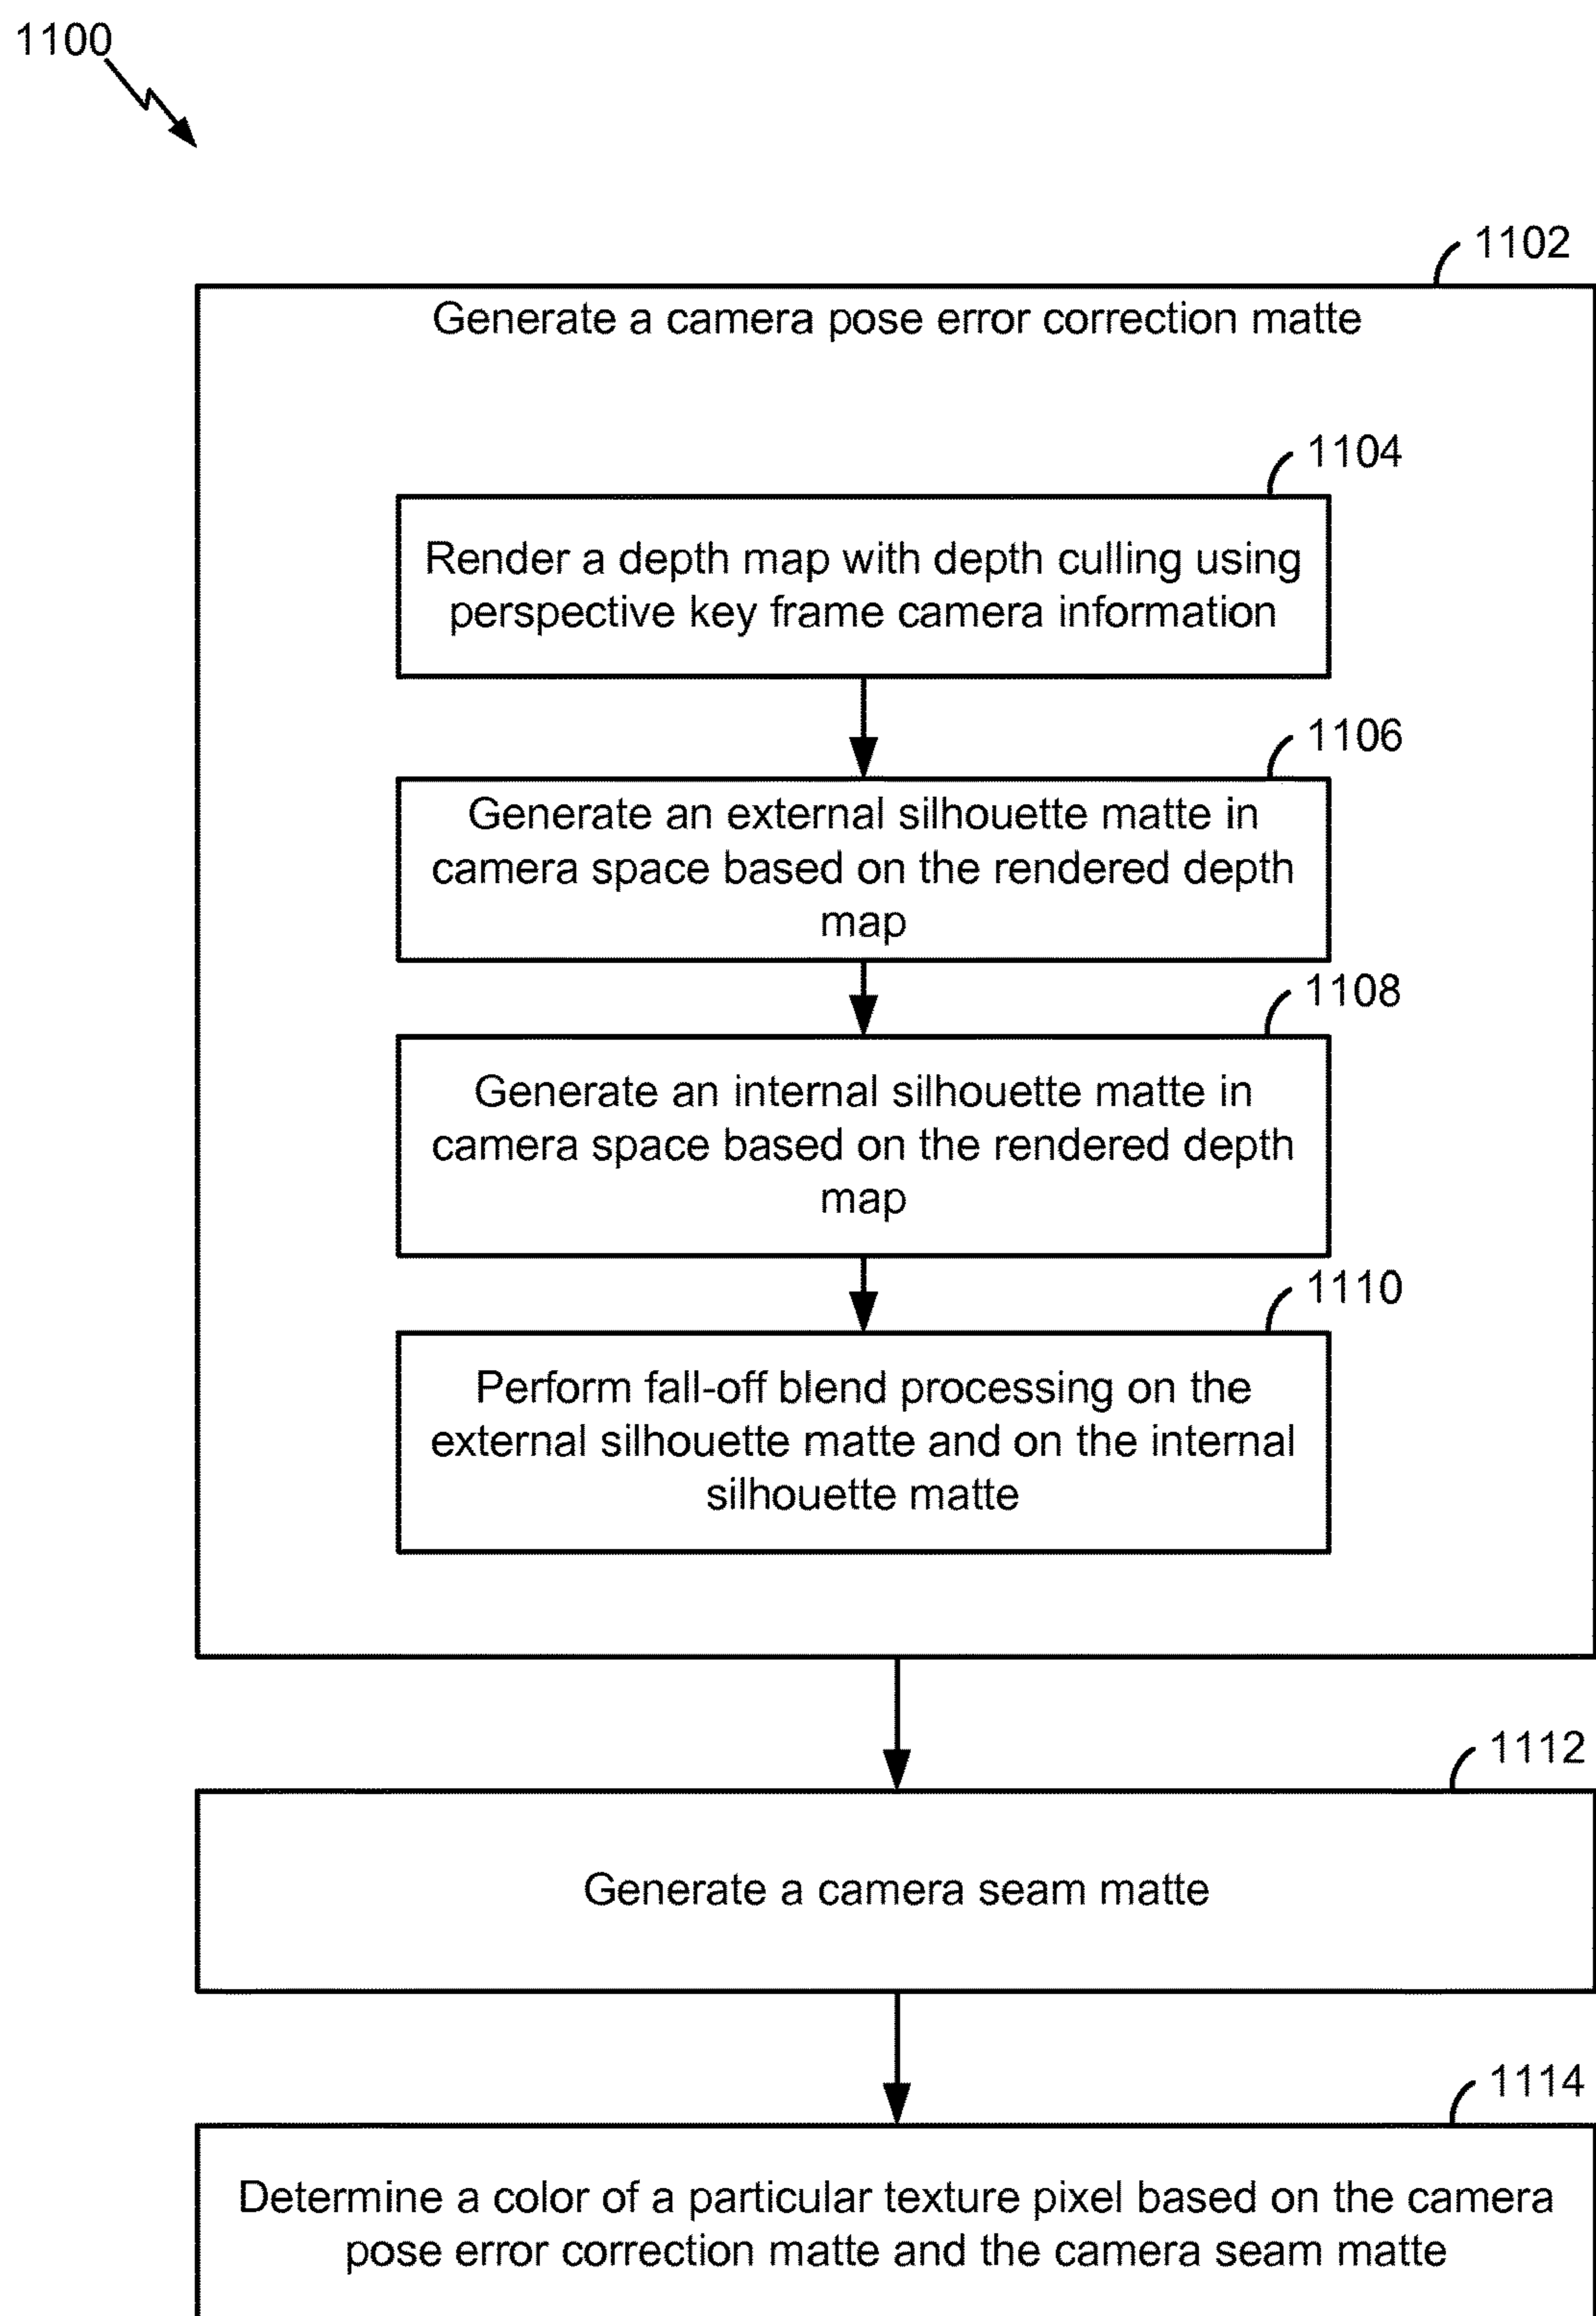 1100
1102
Generate a camera pose error correction matte
1104
Render a depth map with depth culling using
perspective key frame camera information
1106
Generate an external silhouette matte in
camera space based on the rendered depth
map
1108
Generate an internal silhouette matte in
camera space based on the rendered depth
map
1110
Perform fall-off blend processing on the
external silhouette matte and on the internal
silhouette matte
1112
Generate a camera seam matte
1114
Determine a color of a particular texture pixel based on the camera
pose error correction matte and the camera seam matte